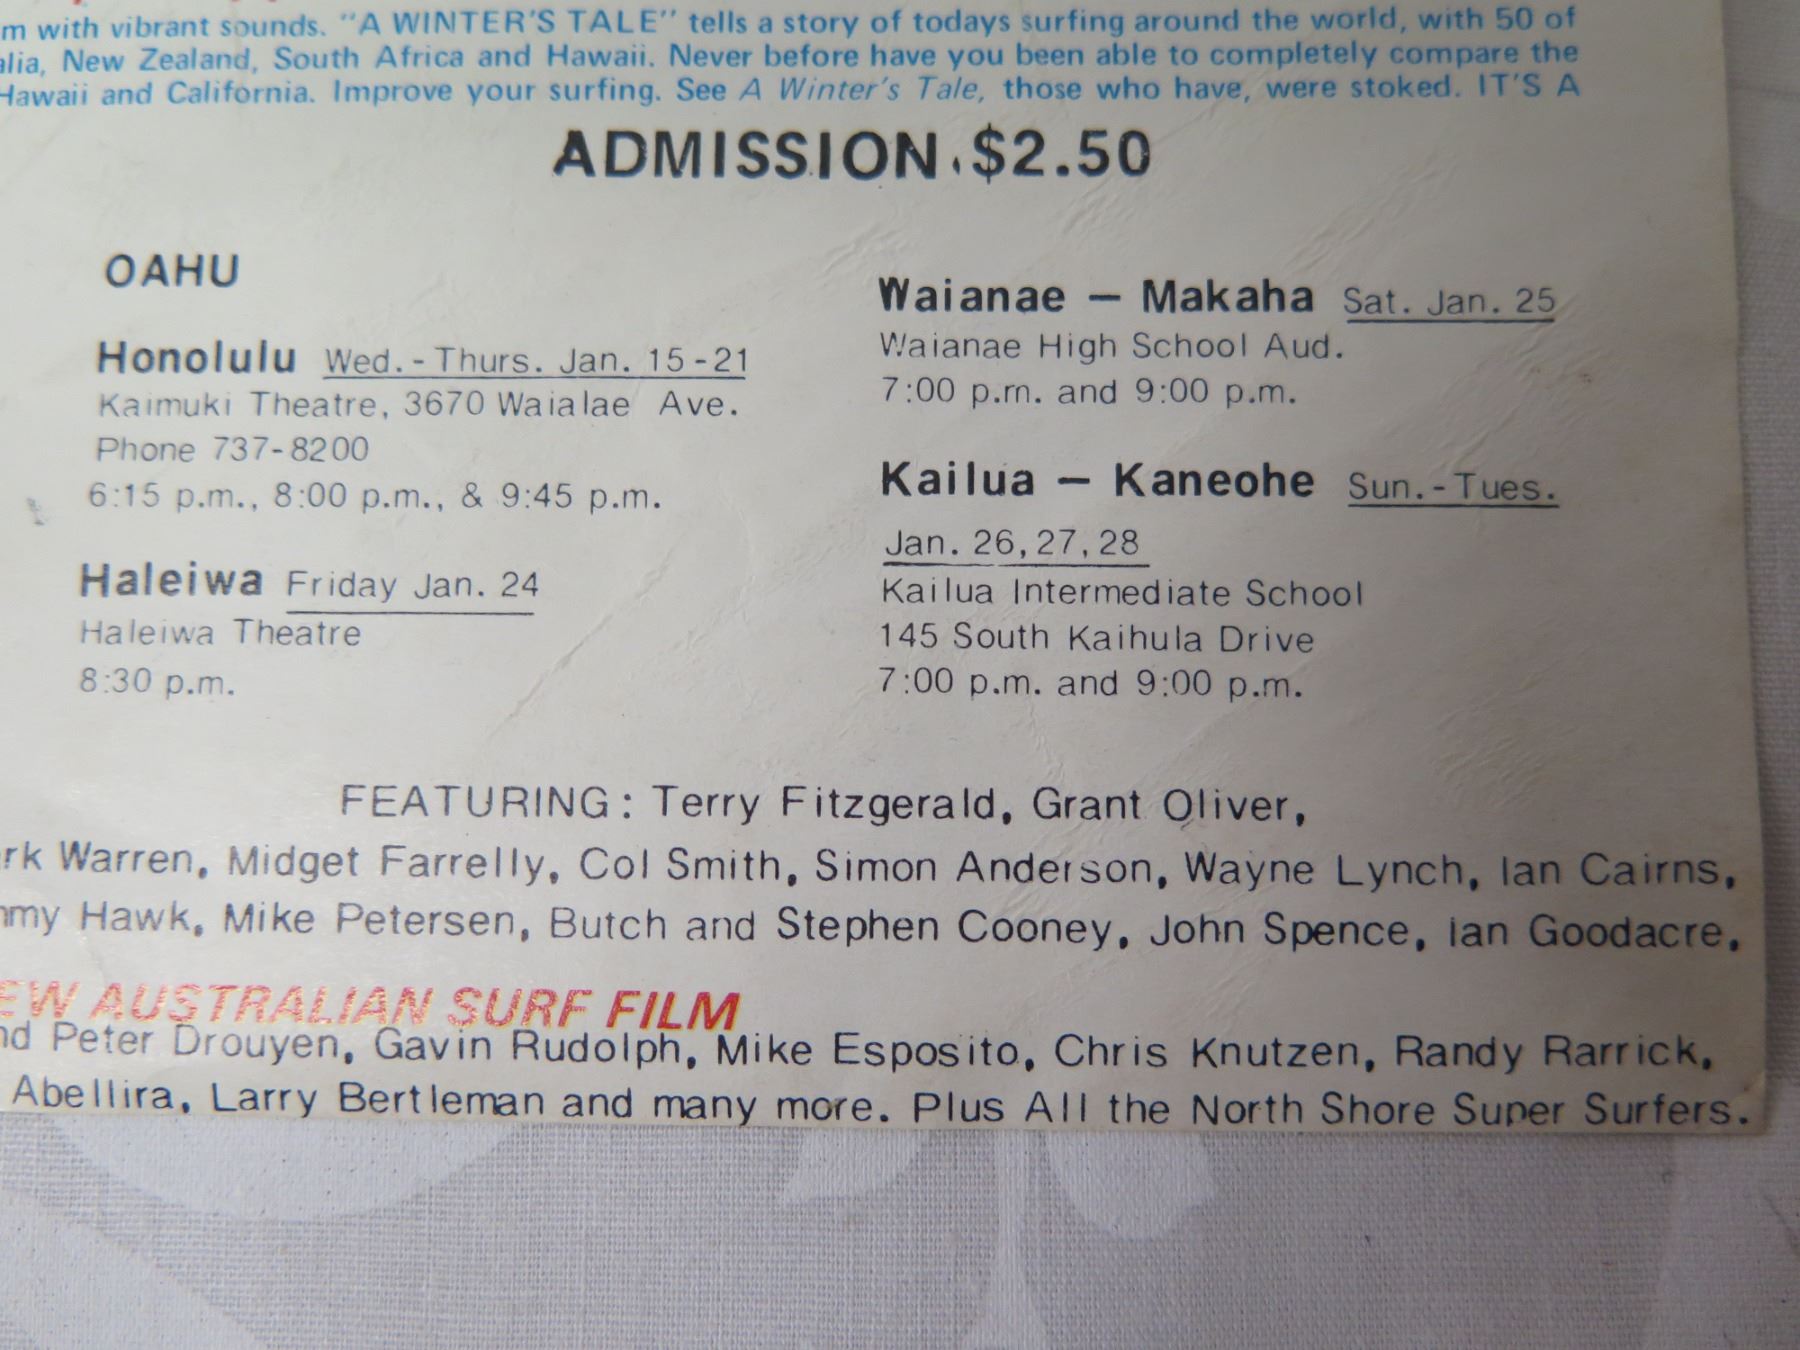 m with vibrant sounds. "A WINTER'S TALE" tells a story of todays surfing around the world, with 50 of
alia, New Zealand, South Africa and Hawaii. Never before have you been able to completely compare the
Hawaii and California. Improve your surfing. See A Winter's Tale, those who have, were stoked. IT'S A
ADMISSION. $2.50
OAHU
Honolulu Wed. - Thurs. Jan. 15-21
Kaimuki Theatre, 3670 Waialae Ave.
Phone 737-8200
6:15 p.m., 8:00 p.m., & 9:45 p.m.
Haleiwa Friday Jan. 24
Haleiwa Theatre
8:30 p.m.
Waianae — Makaha Sat. Jan. 25
Waianae High School Aud.
7:00 p.m. and 9:00 p.m.
Kailua — Kaneohe Sun. - Tues.
Jan. 26, 27, 28
Kailua Intermediate School
145 South Kaihula Drive
7:00 p.m. and 9:00 p.m.
FEATURING: Terry Fitzgerald, Grant Oliver,
rk Warren, Midget Farrelly, Col Smith, Simon Anderson, Wayne Lynch, Ian Cairns,
mmy Hawk, Mike Petersen, Butch and Stephen Cooney, John Spence, Ian Goodacre,
EW AUSTRALIAN SURF FILM
nd Peter Drouyen, Gavin Rudolph, Mike Esposito, Chris Knutzen, Randy Rarrick,
Abellira, Larry Bertleman and many more. Plus All the North Shore Super Surfers.